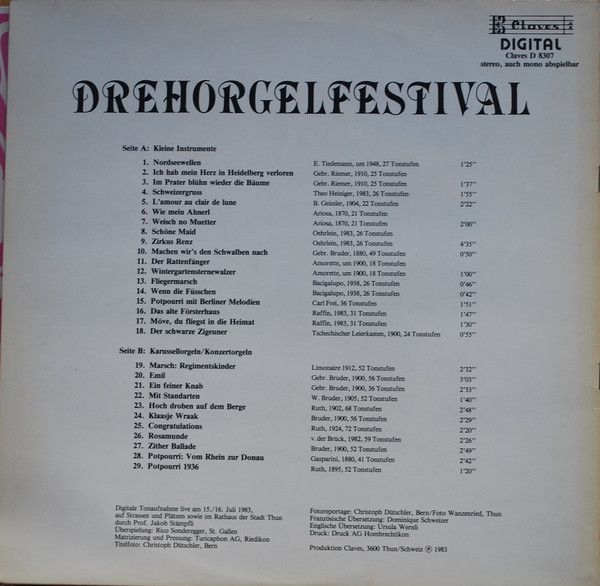 Claves
DIGITAL
Claves D 8307
stereo, auch mono abspielbar
DREHORGELFESTIVAL
Seite A: Kleine Instrumente
1. Nordseewellen E. Tiedemann, um 1948, 27 Tonstufen 1'25''
2. Ich hab mein Herz in Heidelberg verloren Gebr. Riemer, 1910, 25 Tonstufen
3. Im Prater blühn wieder die Bäume Gebr. Riemer, 1910, 25 Tonstufen 1'37''
4. Schweizergruss Theo Heiniger, 1983, 26 Tonstufen 1'55''
5. L'amour au clair de lune B. Geissler, 1904, 22 Tonstufen 2'22''
6. Wie mein Ahnerl Ariosa, 1870, 21 Tonstufen
7. Weisch no Muetter Ariosa, 1870, 21 Tonstufen 2'00''
8. Schöne Maid Oehrlein, 1983, 26 Tonstufen
9. Zirkus Renz Oehrlein, 1983, 26 Tonstufen 4'35''
10. Machen wir's den Schwalben nach Gebr. Bruder, 1880, 49 Tonstufen 0'50''
11. Der Rattenfänger Amorette, um 1900, 18 Tonstufen
12. Wintergartensternewalzer Amorette, um 1900, 18 Tonstufen 1'00''
13. Fliegermarsch Bacigalupo, 1938, 26 Tonstufen 0'46''
14. Wenn die Füsschen Bacigalupo, 1938, 26 Tonstufen 0'42''
15. Potpourri mit Berliner Melodien Carl Frei, 36 Tonstufen 1'51''
16. Das alte Försterhaus Raffin, 1983, 31 Tonstufen 1'47''
17. Möve, du fliegst in die Heimat Raffin, 1983, 31 Tonstufen 1'30''
18. Der schwarze Zigeuner Tschechischer Leierkasten, 1900, 24 Tonstufen 0'55''
Seite B: Karussellorgeln/Konzertorgeln
19. Marsch: Regimentskinder Limonaire 1912, 52 Tonstufen 2'32''
20. Emil Gebr. Bruder, 1900, 56 Tonstufen 3'03''
21. Ein feiner Knab Gebr. Bruder, 1900, 36 Tonstufen 2'33''
22. Mit Standarten W. Bruder, 1905, 52 Tonstufen 1'40''
23. Hoch droben auf dem Berge Ruth, 1902, 68 Tonstufen 2'48''
24. Klaasje Wraak Bruder, 1900, 56 Tonstufen 2'29''
25. Congratulations Ruth, 1924, 72 Tonstufen 2'20''
26. Rosamunde v. der Brück, 1982, 59 Tonstufen 2'26''
27. Zither Ballade Bruder, 1900, 52 Tonstufen 2'49''
28. Potpourri: Vom Rhein zur Donau Gasparini, 1880, 41 Tonstufen 2'42''
29. Potpourri 1936 Ruth, 1895, 52 Tonstufen 1'20''
Digitale Tonaufnahme live am 15./16. Juli 1983,
auf Strassen und Plätzen sowie im Rathaus der Stadt Thun
durch Prof. Jakob Stämpfli
Überspielung: Rico Sonderegger, St. Gallen
Matrizierung und Pressung: Turicaphon AG, Riedikon
Titelfoto: Christoph Dütschler, Bern
Fotoreportage: Christoph Dütschler, Bern/Foto Wanzenried, Thun
Französische Übersetzung: Dominique Schweizer
Englische Übersetzung: Ursula Wernli
Druck: Druck AG Hombrechtikon
Produktion Claves, 3600 Thun/Schweiz ℗ 1983